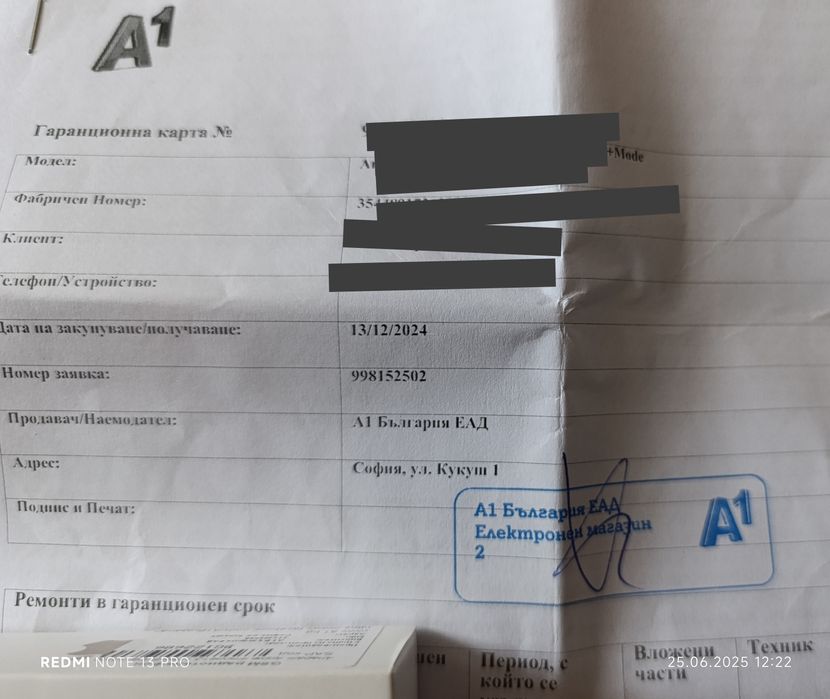 A1
Гаранционна карта №
Модел: +Mode
Фабричен Номер:
Клиент:
Телефон/Устройство:
Дата на закупуване/получаване: 13/12/2024
Номер заявка: 998152502
Продавач/Наемодател: А1 България ЕАД
Адрес: София, ул. Кукуш 1
Подпис и Печат:
А1 България ЕАД
Електронен магазин
2
A1
Ремонти в гаранционен срок
Период, с
който се
Вложени
части
Техник
REDMI NOTE 13 PRO
25.06.2025 12:22